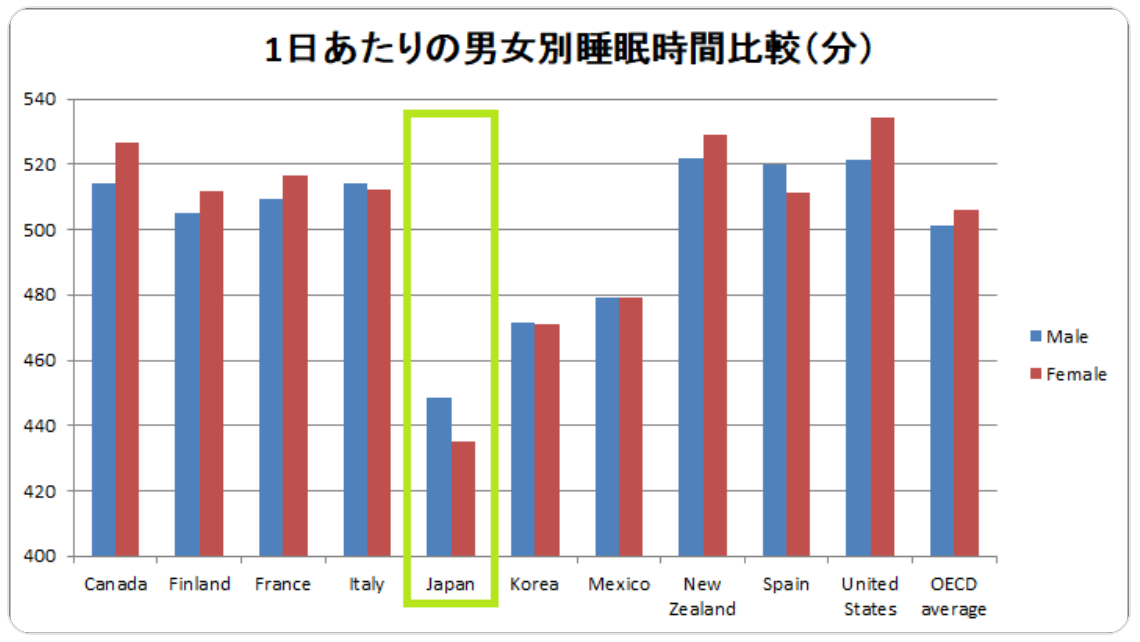 1日あたりの男女別睡眠時間比較(分)
540
520
500
480
460
440
420
400
Canada
Finland
France
Italy
Japan
Korea
Mexico
New
Zealand
Spain
United
States
OECD
average
Male
Female